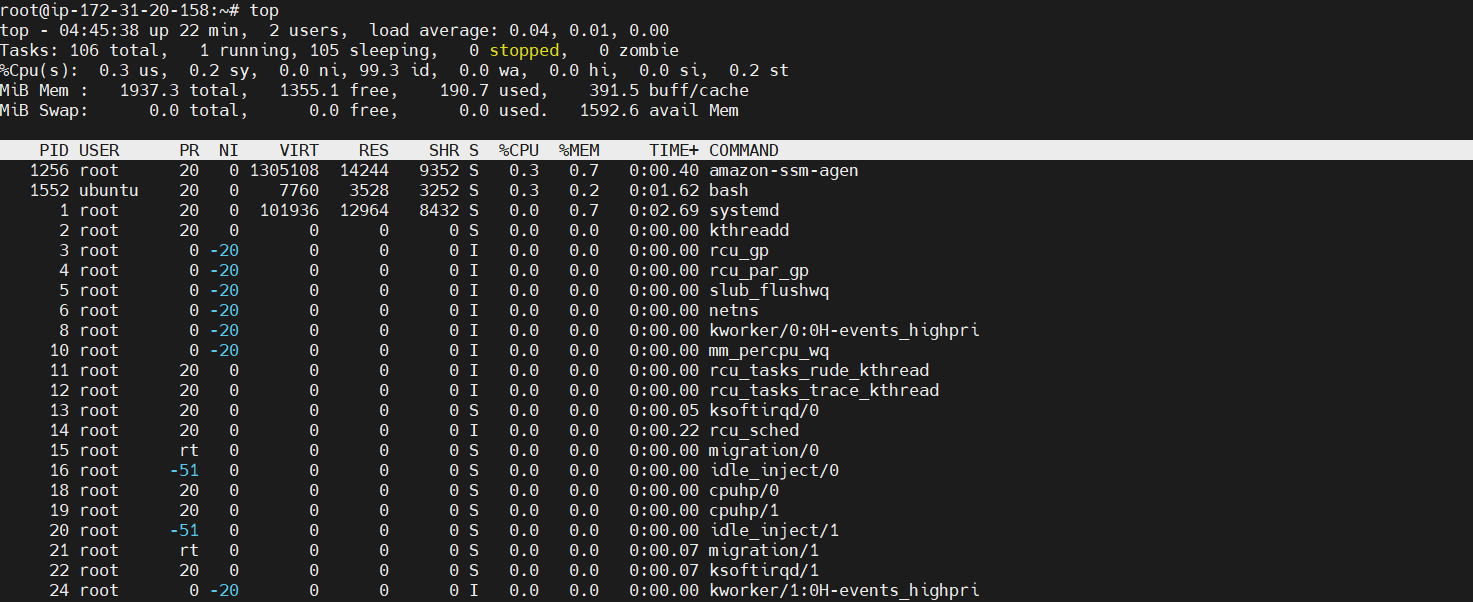 root@ip-172-31-20-158:~# top
top - 04:45:38 up 22 min,  2 users,  load average: 0.04, 0.01, 0.00
Tasks: 106 total,   1 running, 105 sleeping,   0 stopped,   0 zombie
%Cpu(s):  0.3 us,  0.2 sy,  0.0 ni, 99.3 id,  0.0 wa,  0.0 hi,  0.0 si,  0.2 st
MiB Mem :   1937.3 total,   1355.1 free,    190.7 used,    391.5 buff/cache
MiB Swap:      0.0 total,      0.0 free,      0.0 used.   1592.6 avail Mem
    PID USER      PR  NI    VIRT    RES    SHR S  %CPU  %MEM     TIME+ COMMAND
   1256 root      20   0 1305108  14244   9352 S   0.3   0.7   0:00.40 amazon-ssm-agen
   1552 ubuntu    20   0    7760   3528   3252 S   0.3   0.2   0:01.62 bash
      1 root      20   0  101936  12964   8432 S   0.0   0.7   0:02.69 systemd
      2 root      20   0       0      0      0 S   0.0   0.0   0:00.00 kthreadd
      3 root       0 -20       0      0      0 I   0.0   0.0   0:00.00 rcu_gp
      4 root       0 -20       0      0      0 I   0.0   0.0   0:00.00 rcu_par_gp
      5 root       0 -20       0      0      0 I   0.0   0.0   0:00.00 slub_flushwq
      6 root       0 -20       0      0      0 I   0.0   0.0   0:00.00 netns
      8 root       0 -20       0      0      0 I   0.0   0.0   0:00.00 kworker/0:0H-events_highpri
     10 root       0 -20       0      0      0 I   0.0   0.0   0:00.00 mm_percpu_wq
     11 root      20   0       0      0      0 I   0.0   0.0   0:00.00 rcu_tasks_rude_kthread
     12 root      20   0       0      0      0 I   0.0   0.0   0:00.00 rcu_tasks_trace_kthread
     13 root      20   0       0      0      0 S   0.0   0.0   0:00.05 ksoftirqd/0
     14 root      20   0       0      0      0 I   0.0   0.0   0:00.22 rcu_sched
     15 root      rt   0       0      0      0 S   0.0   0.0   0:00.00 migration/0
     16 root     -51   0       0      0      0 S   0.0   0.0   0:00.00 idle_inject/0
     18 root      20   0       0      0      0 S   0.0   0.0   0:00.00 cpuhp/0
     19 root      20   0       0      0      0 S   0.0   0.0   0:00.00 cpuhp/1
     20 root     -51   0       0      0      0 S   0.0   0.0   0:00.00 idle_inject/1
     21 root      rt   0       0      0      0 S   0.0   0.0   0:00.07 migration/1
     22 root      20   0       0      0      0 S   0.0   0.0   0:00.07 ksoftirqd/1
     24 root       0 -20       0      0      0 I   0.0   0.0   0:00.00 kworker/1:0H-events_highpri